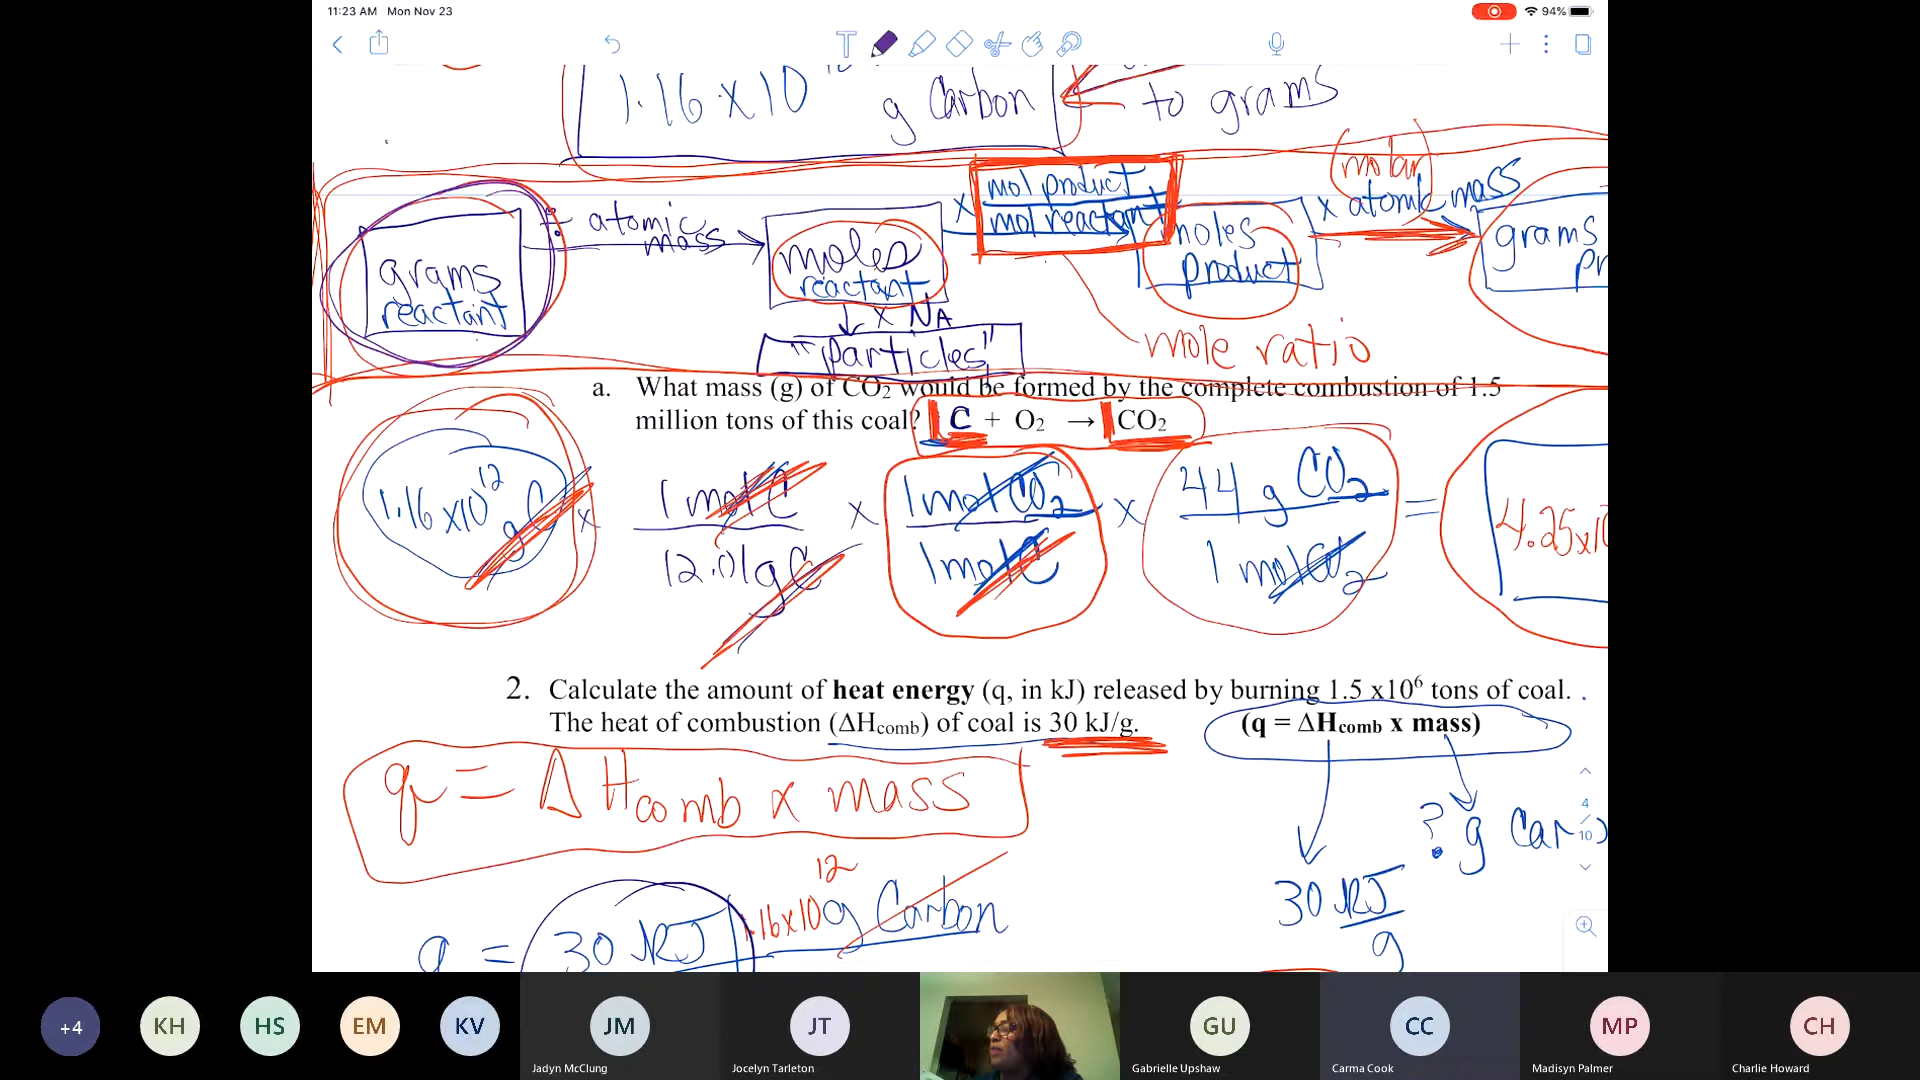 11:23 AM Mon Nov 23
94%
1.16 x 10
g Carbon
to grams
molar
÷ atomic mass
x mol product
mol reactant
x atomic mass
grams reactant
moles reactant
moles product
grams
x NA
"particles"
mole ratio
a. What mass (g) of CO2 would be formed by the complete combustion of 1.5
million tons of this coal? C + O2 → CO2
1.16 x10^12 g C x 1 mol C x 1 mol CO2 x 44 g CO2 = 4.25x10
12.01 g C 1 mol C 1 mol CO2
2. Calculate the amount of heat energy (q, in kJ) released by burning 1.5 x10^6 tons of coal.
The heat of combustion (ΔHcomb) of coal is 30 kJ/g. (q = ΔHcomb x mass)
q = ΔHcomb x mass
? g Car
q = 30 kJ 1.16x10^12 g Carbon
30 kJ
g
4
10
+4 KH HS EM KV JM JT GU CC MP CH
Jadyn McClung Jocelyn Tarleton Gabrielle Upshaw Carma Cook Madisyn Palmer Charlie Howard